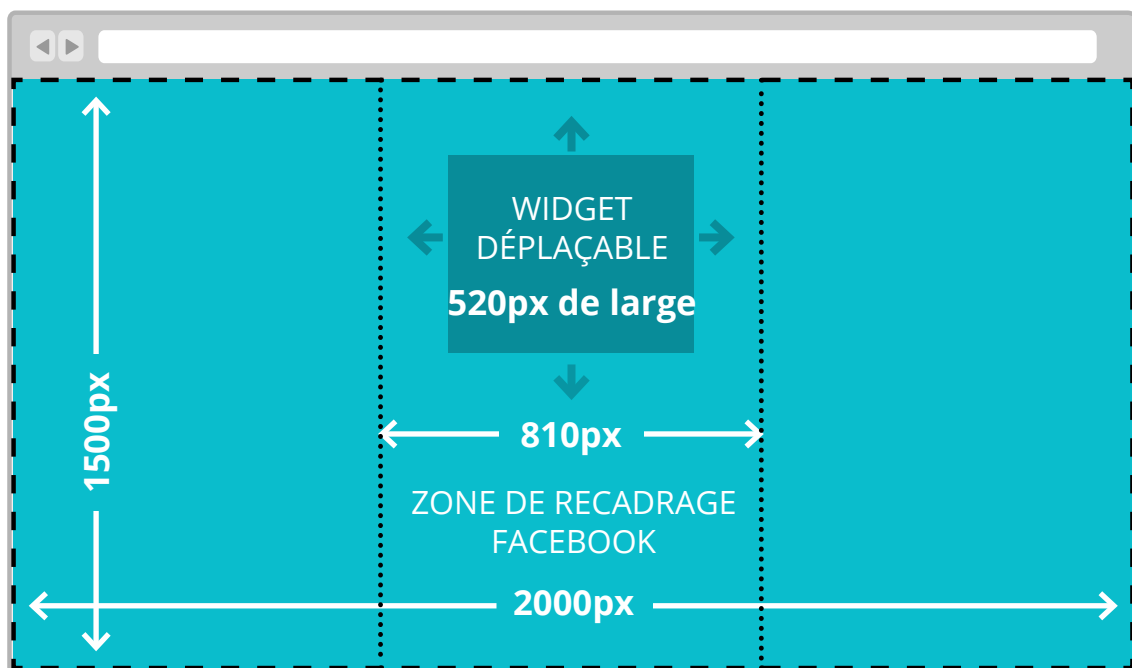 WIDGET
DÉPLAÇABLE
520px de large
1500px
810px
ZONE DE RECADRAGE
FACEBOOK
2000px